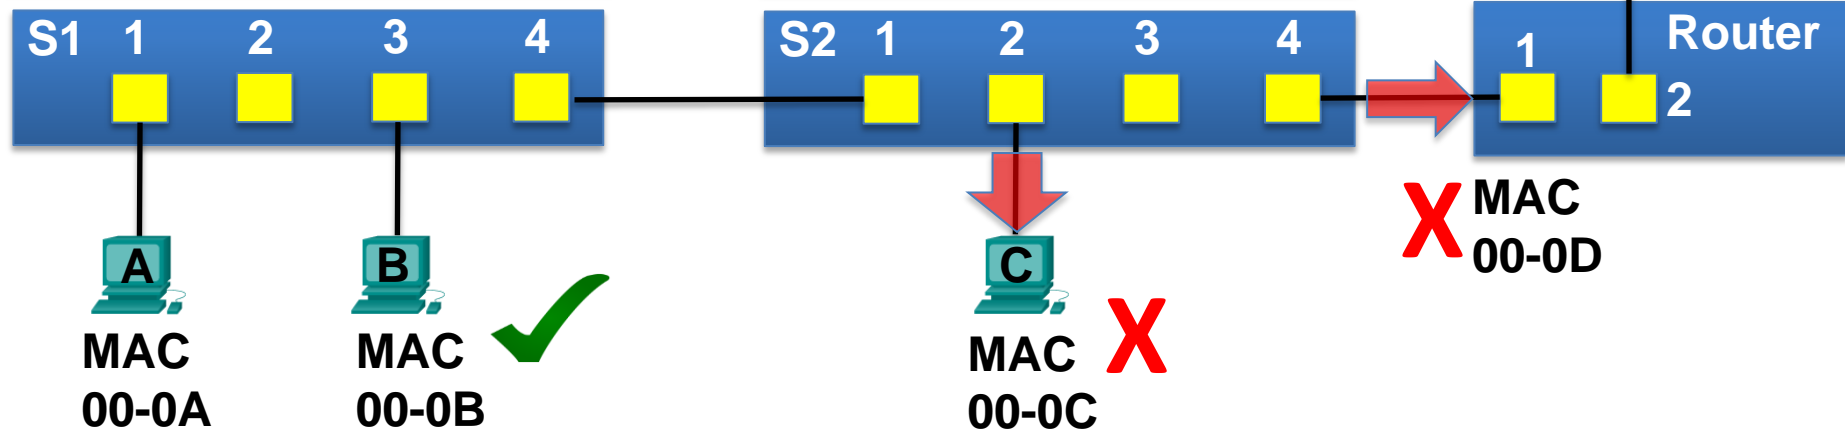 S1 1 2 3 4
S2 1 2 3 4
Router
1
2
A
B
C
MAC
00-0A
MAC
00-0B
MAC
00-0C
X
X
MAC
00-0D